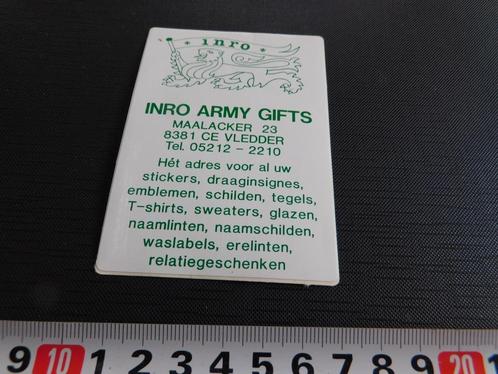 inro
INRO ARMY GIFTS
MAALACKER 23
8381 CE VLEDDER
Tel. 05212 - 2210
Hét adres voor al uw
stickers, draaginsignes,
emblemen, schilden, tegels,
T-shirts, sweaters, glazen,
naamlinten, naamschilden,
waslabels, erelinten,
relatiegeschenken
9 10 1 2 3 4 5 6 7 8 9 20 1